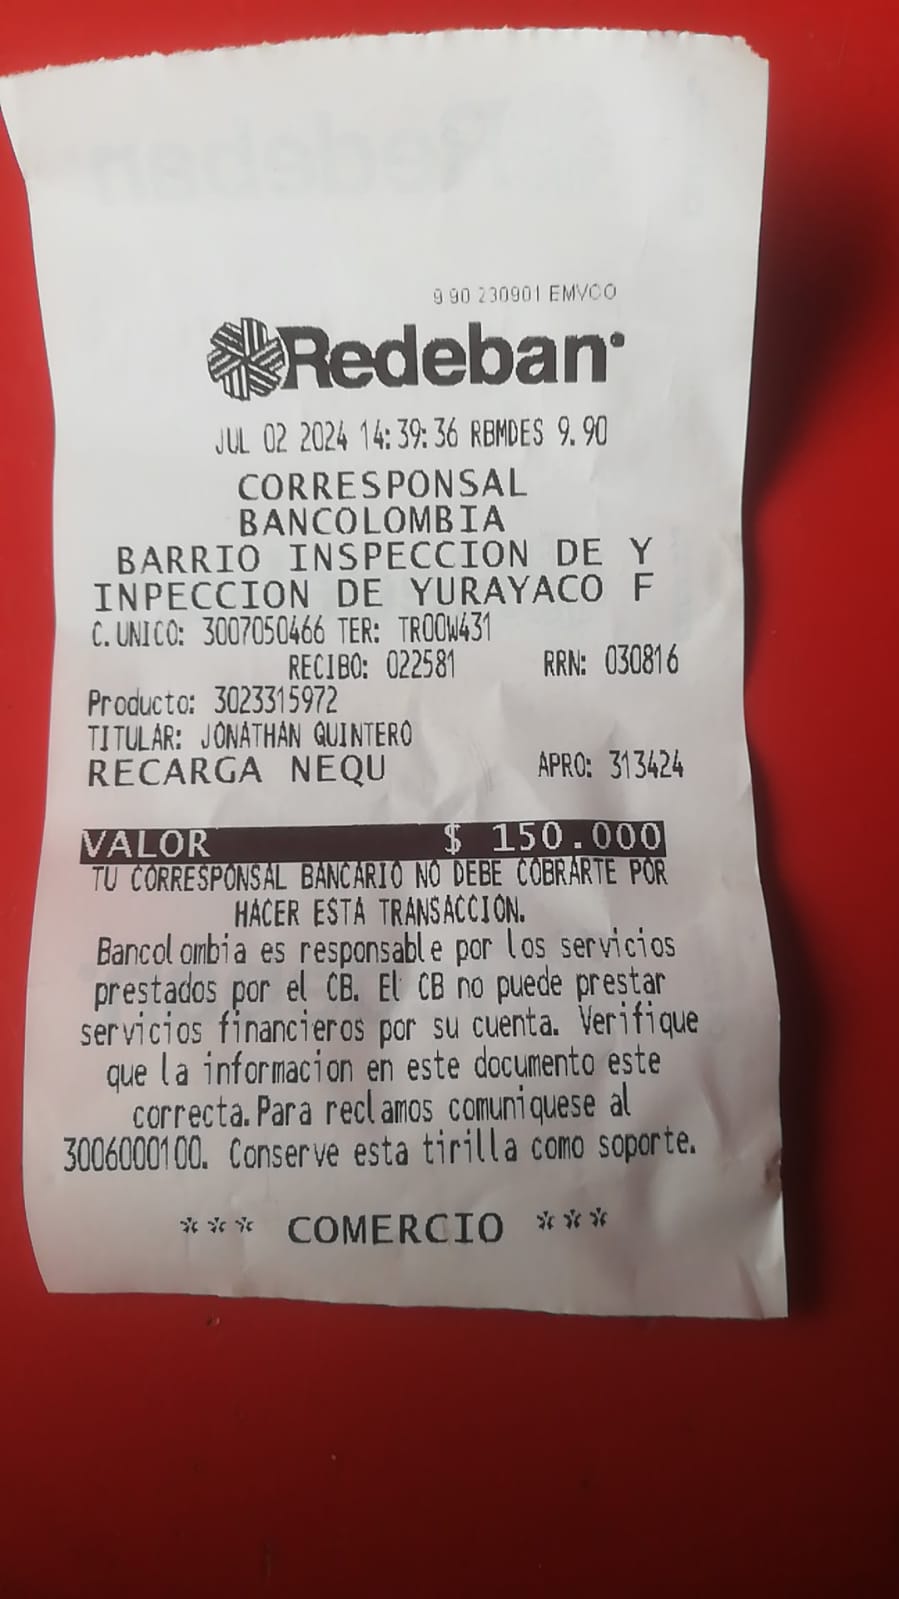 9 90 230901 EMVCO
Redeban
JUL 02 2024 14:39:36 RBMDES 9.90
CORRESPONSAL
BANCOLOMBIA
BARRIO INSPECCION DE Y
INPECCION DE YURAYACO F
C.UNICO: 3007050466 TER: TR00W431
RECIBO: 022581 RRN: 030816
Producto: 3023315972
TITULAR: JONATHAN QUINTERO
RECARGA NEQU APRO: 313424
VALOR $ 150.000
TU CORRESPONSAL BANCARIO NO DEBE COBRARTE POR
HACER ESTA TRANSACCION.
Bancolombia es responsable por los servicios
prestados por el CB. El CB no puede prestar
servicios financieros por su cuenta. Verifique
que la informacion en este documento este
correcta.Para reclamos comuniquese al
3006000100. Conserve esta tirilla como soporte.
*** COMERCIO ***